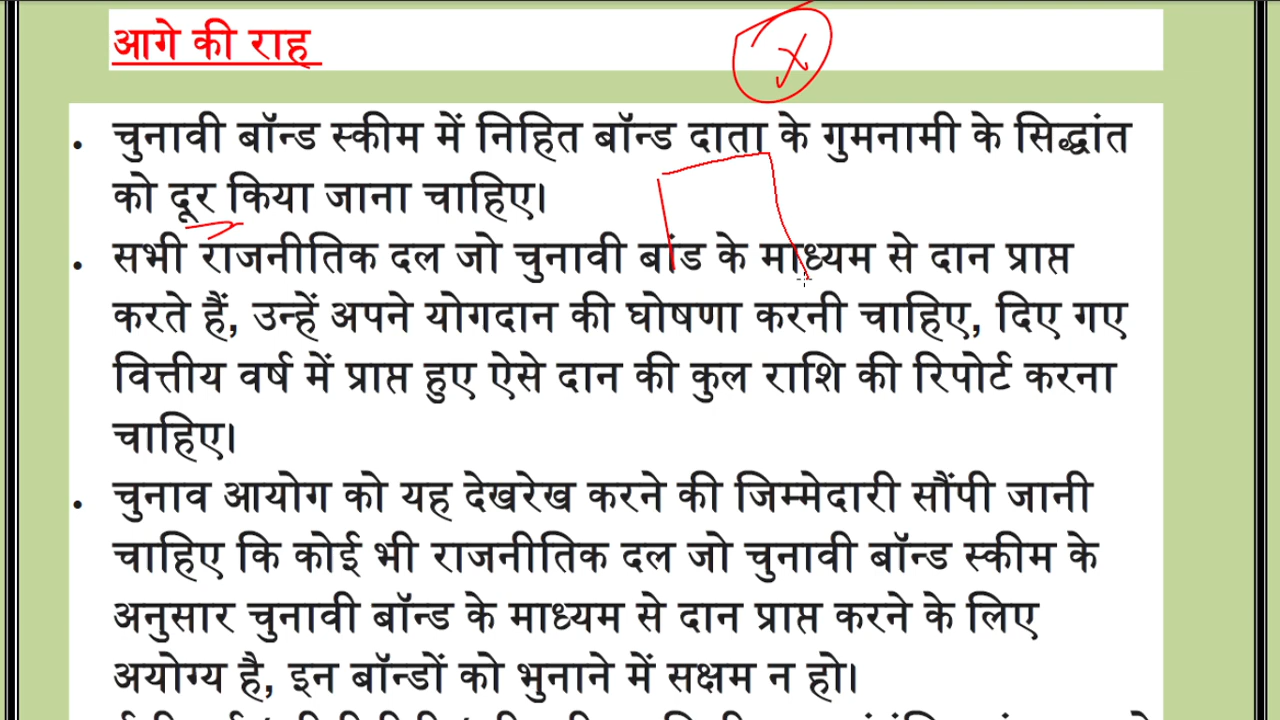 आगे की राह
• चुनावी बॉन्ड स्कीम में निहित बॉन्ड दाता के गुमनामी के सिद्धांत
को दूर किया जाना चाहिए।
• सभी राजनीतिक दल जो चुनावी बांड के माध्यम से दान प्राप्त
करते हैं, उन्हें अपने योगदान की घोषणा करनी चाहिए, दिए गए
वित्तीय वर्ष में प्राप्त हुए ऐसे दान की कुल राशि की रिपोर्ट करना
चाहिए।
• चुनाव आयोग को यह देखरेख करने की जिम्मेदारी सौंपी जानी
चाहिए कि कोई भी राजनीतिक दल जो चुनावी बॉन्ड स्कीम के
अनुसार चुनावी बॉन्ड के माध्यम से दान प्राप्त करने के लिए
अयोग्य है, इन बॉन्डों को भुनाने में सक्षम न हो।